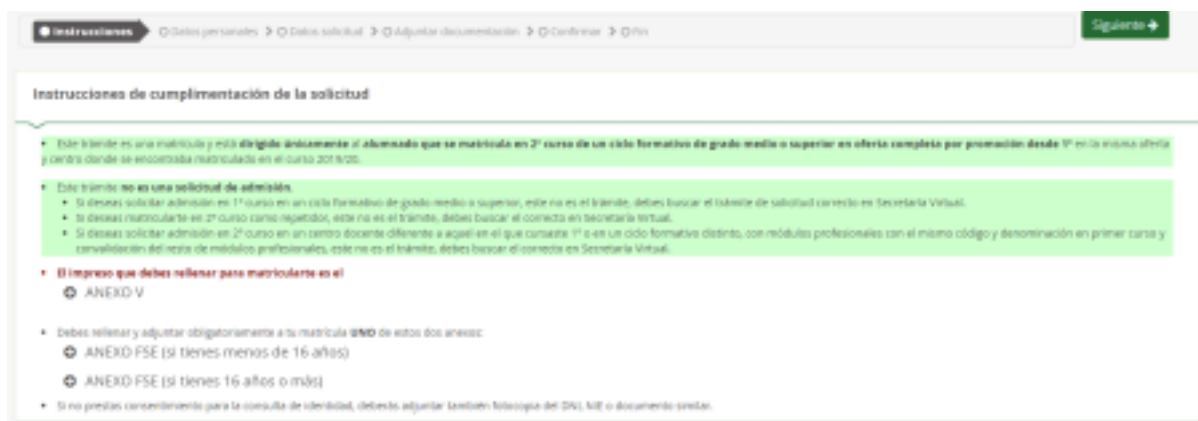 Instrucciones Datos personales Datos solicitud Adjuntar documentación Confirmar Fin
Siguiente
Instrucciones de cumplimentación de la solicitud
• Este trámite es una matrícula y está dirigido únicamente al alumnado que se matricula en 2º curso de un ciclo formativo de grado medio o superior en oferta completa por promoción desde 1º en la misma oferta
y centro donde se encontraba matriculado en el curso 2019/20.
• Este trámite no es una solicitud de admisión.
• Si deseas solicitar admisión en 1º curso en un ciclo formativo de grado medio o superior, este no es el trámite, debes buscar el trámite de solicitud correcto en Secretaría Virtual.
• Si deseas matricularte en 2º curso como repetidor, este no es el trámite, debes buscar el correcto en Secretaría Virtual.
• Si deseas solicitar admisión en 2º curso en un centro docente diferente a aquel en el que cursaste 1º o en un ciclo formativo distinto, con módulos profesionales con el mismo código y denominación en primer curso y
convalidación del resto de módulos profesionales, este no es el trámite, debes buscar el correcto en Secretaría Virtual.
• El impreso que debes rellenar para matricularte es el
ANEXO V
• Debes rellenar y adjuntar obligatoriamente a tu matrícula UNO de estos dos anexos:
ANEXO FSE (si tienes menos de 16 años)
ANEXO FSE (si tienes 16 años o más)
• Si no prestas consentimiento para la consulta de identidad, deberás adjuntar también fotocopia del DNI, NIE o documento similar.